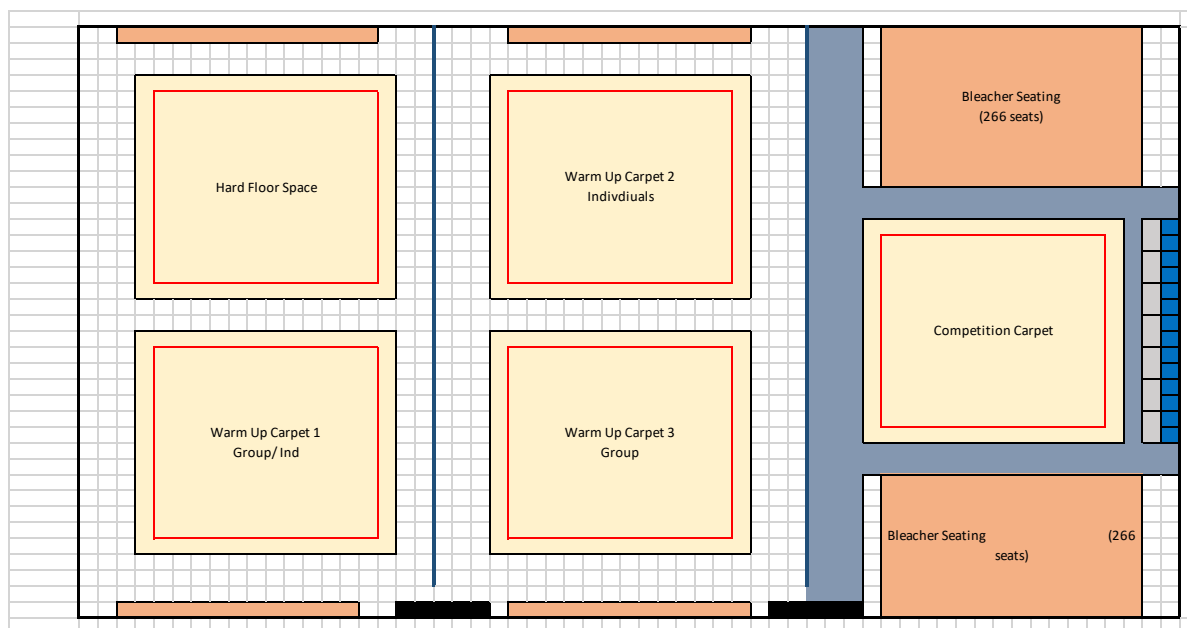 Bleacher Seating
(266 seats)
Hard Floor Space
Warm Up Carpet 2
Indivdiuals
Competition Carpet
Warm Up Carpet 1
Group/ Ind
Warm Up Carpet 3
Group
Bleacher Seating (266
seats)